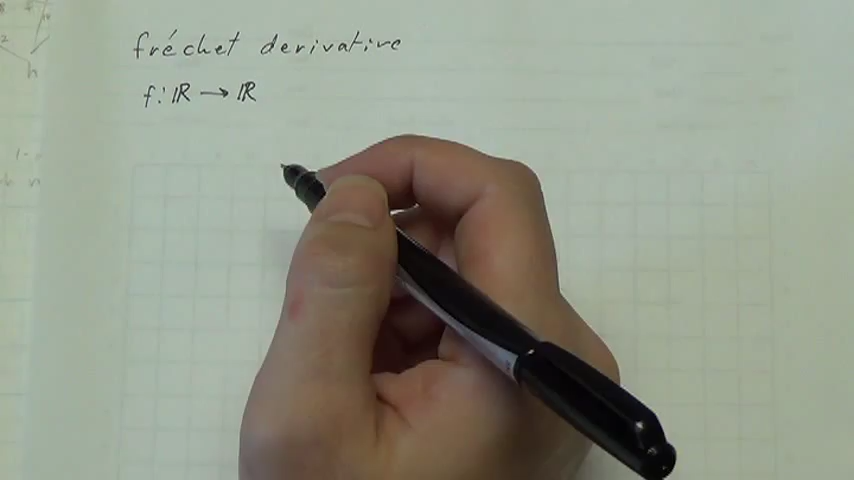 fréchet derivative
f: ℝ → ℝ